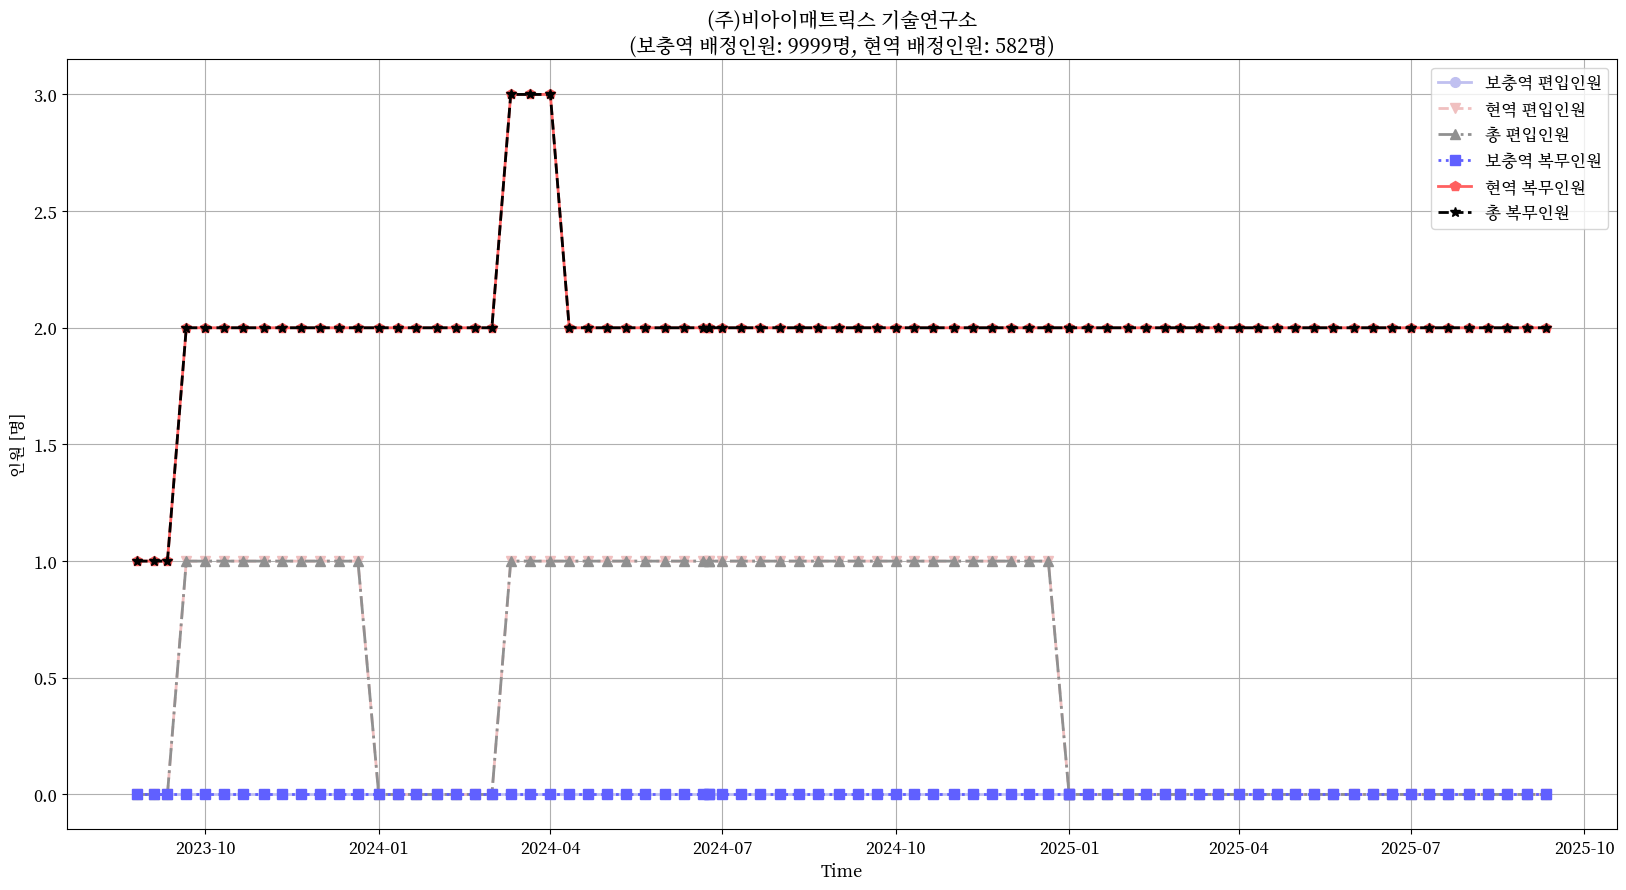 (주)비아이매트릭스 기술연구소
(보충역 배정인원: 9999명, 현역 배정인원: 582명)
보충역 편입인원
현역 편입인원
총 편입인원
보충역 복무인원
현역 복무인원
총 복무인원
인원 [명]
3.0
2.5
2.0
1.5
1.0
0.5
0.0
2023-10
2024-01
2024-04
2024-07
2024-10
2025-01
2025-04
2025-07
2025-10
Time